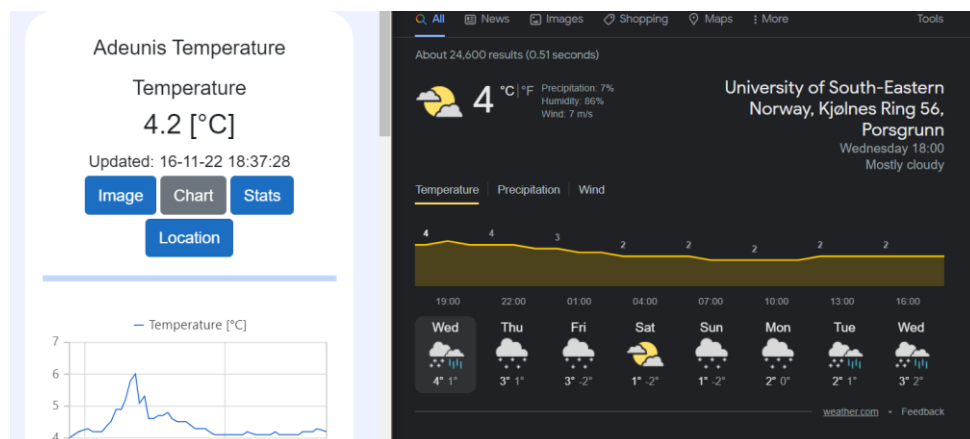 Adeunis Temperature
Temperature
4.2 [°C]
Updated: 16-11-22 18:37:28
Image Chart Stats
Location
Temperature [°C]
7
6
5
4
All News Images Shopping Maps More Tools
About 24,600 results (0.51 seconds)
4 °C | °F
Precipitation: 7%
Humidity: 86%
Wind: 7 m/s
University of South-Eastern
Norway, Kjølnes Ring 56,
Porsgrunn
Wednesday 18:00
Mostly cloudy
Temperature | Precipitation | Wind
4 4 3 2 2 2 2 2
19:00 22:00 01:00 04:00 07:00 10:00 13:00 16:00
Wed Thu Fri Sat Sun Mon Tue Wed
4° 1° 3° 1° 3° -2° 1° -2° 1° -2° 2° 0° 2° 1° 3° 2°
weather.com • Feedback